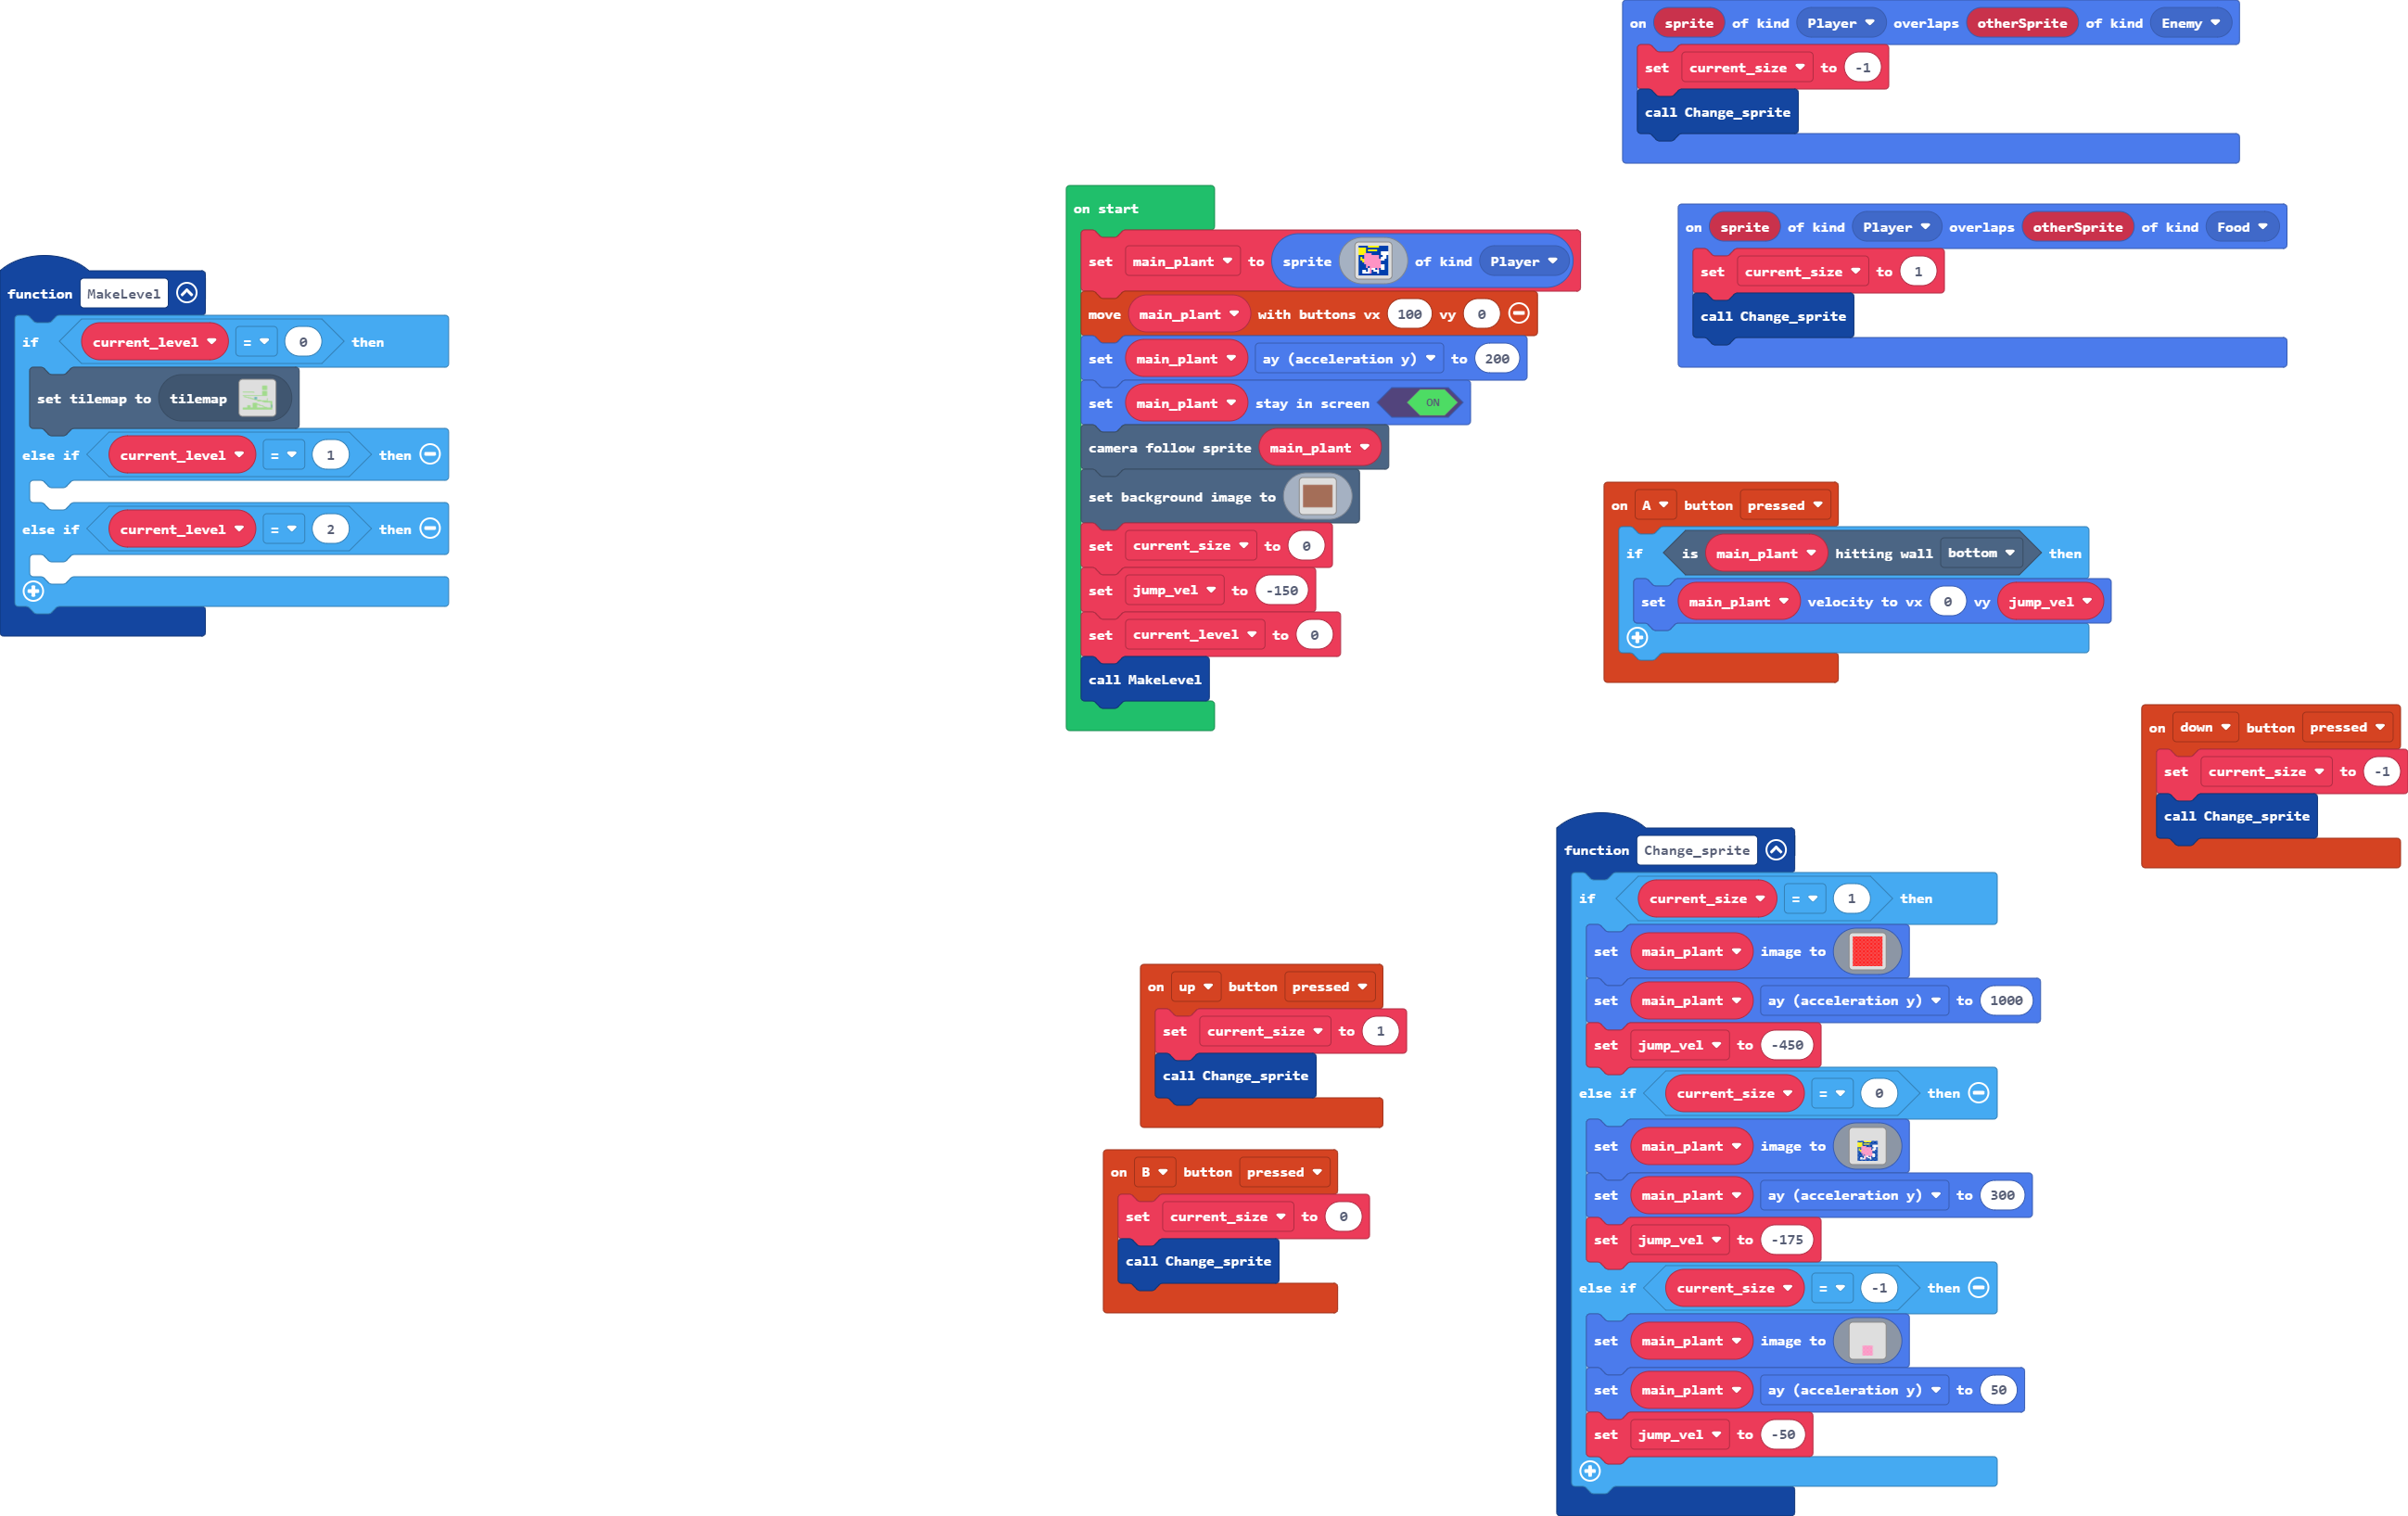 function MakeLevel
if current_level = 0 then
set tilemap to tilemap
else if current_level = 1 then
else if current_level = 2 then
on start
set main_plant to sprite of kind Player
move main_plant with buttons vx 100 vy 0
set main_plant ay (acceleration y) to 200
set main_plant stay in screen ON
camera follow sprite main_plant
set background image to
set current_size to 0
set jump_vel to -150
set current_level to 0
call MakeLevel
on sprite of kind Player overlaps otherSprite of kind Enemy
set current_size to -1
call Change_sprite
on sprite of kind Player overlaps otherSprite of kind Food
set current_size to 1
call Change_sprite
on A button pressed
if is main_plant hitting wall bottom then
set main_plant velocity to vx 0 vy jump_vel
on down button pressed
set current_size to -1
call Change_sprite
on up button pressed
set current_size to 1
call Change_sprite
on B button pressed
set current_size to 0
call Change_sprite
function Change_sprite
if current_size = 1 then
set main_plant image to
set main_plant ay (acceleration y) to 1000
set jump_vel to -450
else if current_size = 0 then
set main_plant image to
set main_plant ay (acceleration y) to 300
set jump_vel to -175
else if current_size = -1 then
set main_plant image to
set main_plant ay (acceleration y) to 50
set jump_vel to -50